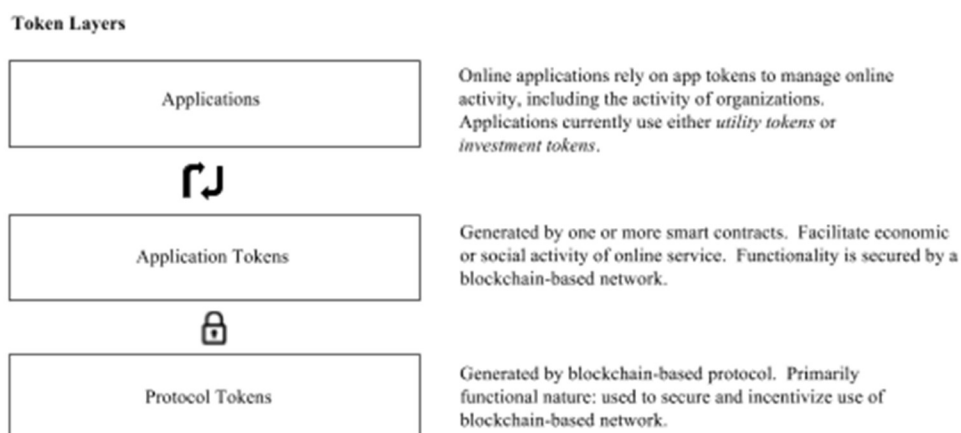 Token Layers
Applications
Online applications rely on app tokens to manage online
activity, including the activity of organizations.
Applications currently use either utility tokens or
investment tokens.
Application Tokens
Generated by one or more smart contracts. Facilitate economic
or social activity of online service. Functionality is secured by a
blockchain-based network.
Protocol Tokens
Generated by blockchain-based protocol. Primarily
functional nature: used to secure and incentivize use of
blockchain-based network.